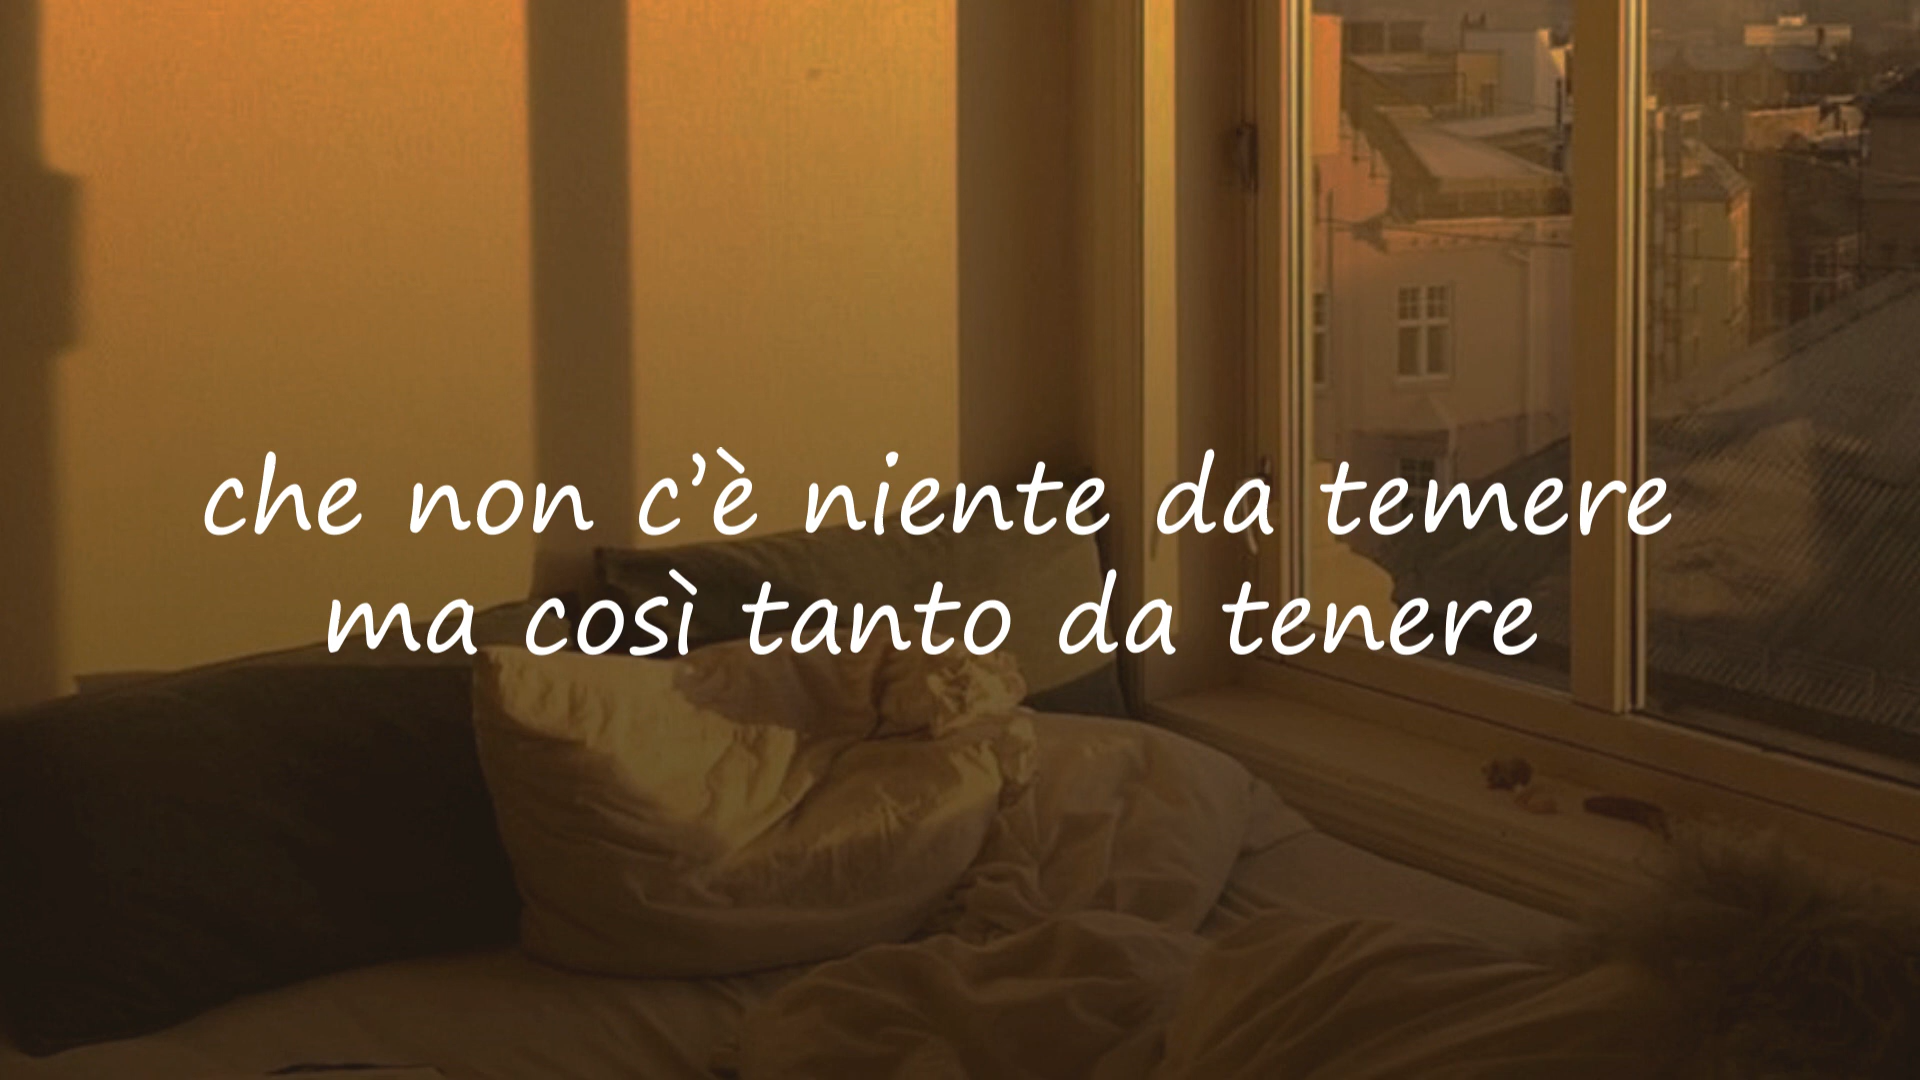 che non c’è niente da temere
ma così tanto da tenere